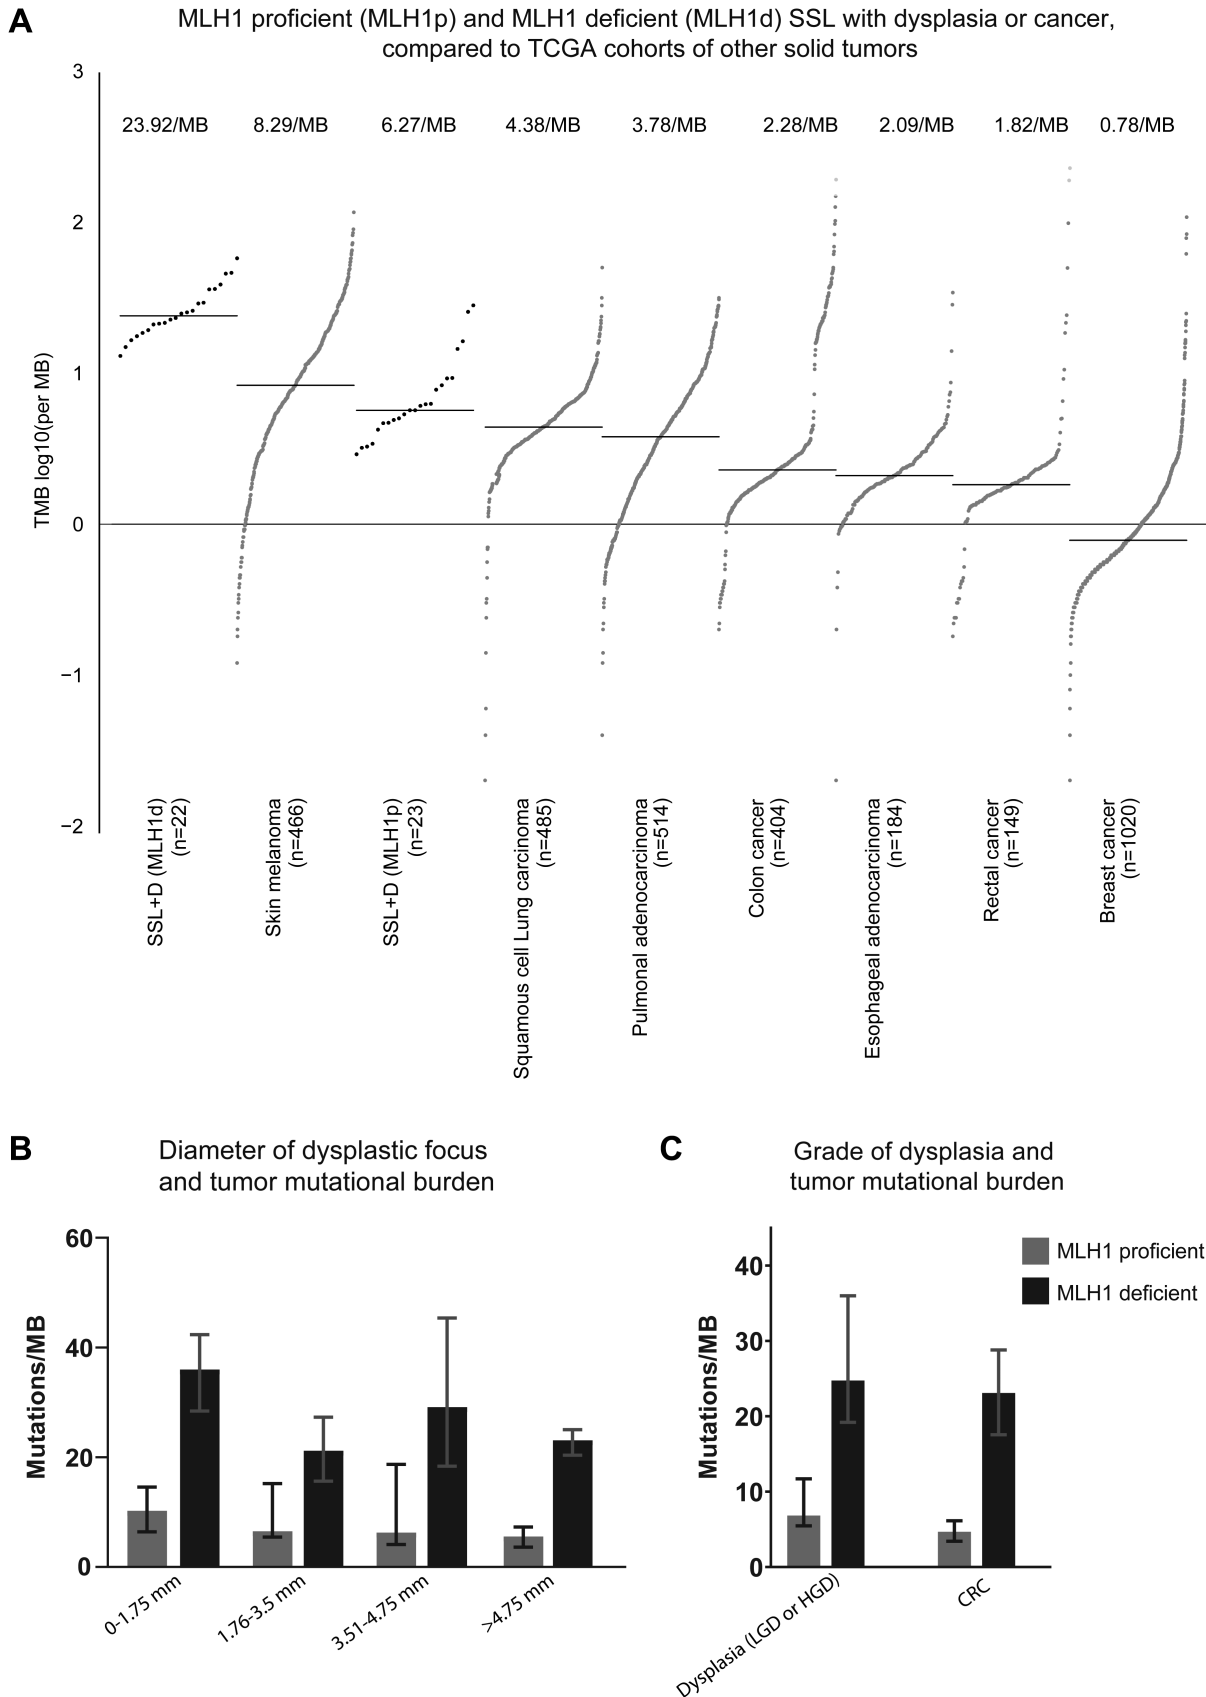 A
MLH1 proficient (MLH1p) and MLH1 deficient (MLH1d) SSL with dysplasia or cancer,
compared to TCGA cohorts of other solid tumors
TMB log10(per MB)
3
2
1
0
−1
−2
23.92/MB 8.29/MB 6.27/MB 4.38/MB 3.78/MB 2.28/MB 2.09/MB 1.82/MB 0.78/MB
SSL+D (MLH1d)
(n=22)
Skin melanoma
(n=466)
SSL+D (MLH1p)
(n=23)
Squamous cell Lung carcinoma
(n=485)
Pulmonal adenocarcinoma
(n=514)
Colon cancer
(n=404)
Esophageal adenocarcinoma
(n=184)
Rectal cancer
(n=149)
Breast cancer
(n=1020)
B
Diameter of dysplastic focus
and tumor mutational burden
Mutations/MB
60
40
20
0
0-1.75 mm
1.76-3.5 mm
3.51-4.75 mm
>4.75 mm
C
Grade of dysplasia and
tumor mutational burden
Mutations/MB
40
30
20
10
0
Dysplasia (LGD or HGD)
CRC
MLH1 proficient
MLH1 deficient